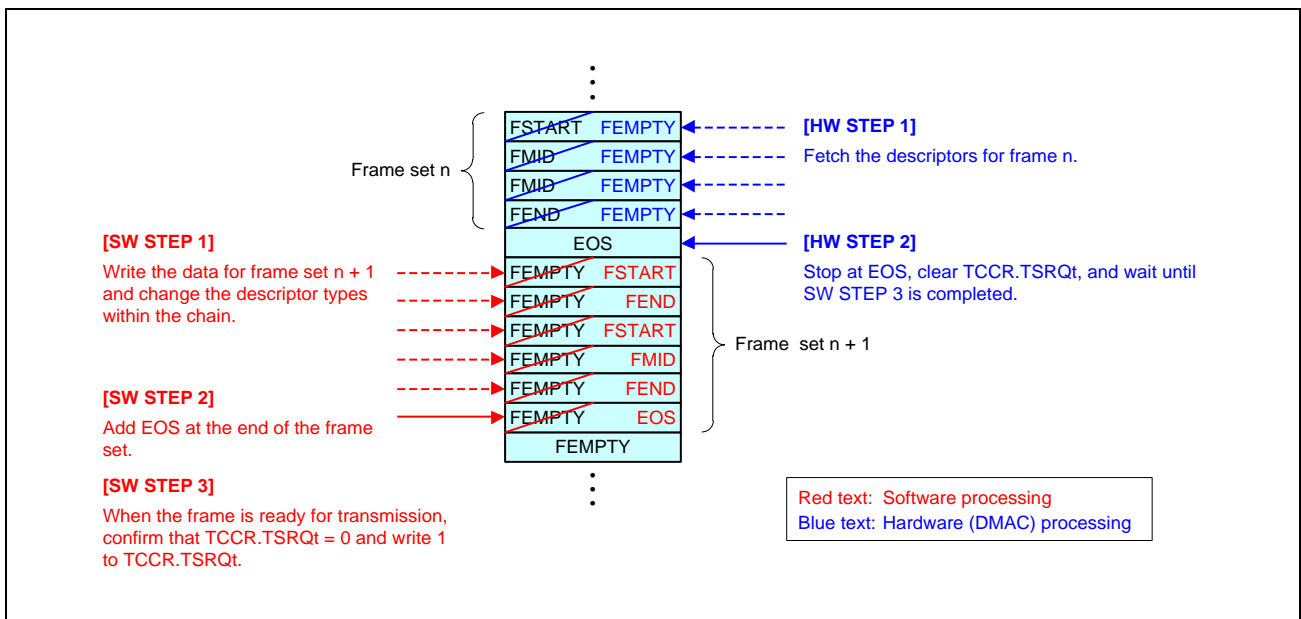 FSTART FEMPTY
FMID FEMPTY
FMID FEMPTY
FEND FEMPTY
EOS
FEMPTY FSTART
FEMPTY FEND
FEMPTY FSTART
FEMPTY FMID
FEMPTY FEND
FEMPTY EOS
FEMPTY
Frame set n
Frame set n + 1
[SW STEP 1]
Write the data for frame set n + 1
and change the descriptor types
within the chain.
[SW STEP 2]
Add EOS at the end of the frame
set.
[SW STEP 3]
When the frame is ready for transmission,
confirm that TCCR.TSRQt = 0 and write 1
to TCCR.TSRQt.
[HW STEP 1]
Fetch the descriptors for frame n.
[HW STEP 2]
Stop at EOS, clear TCCR.TSRQt, and wait until
SW STEP 3 is completed.
Red text: Software processing
Blue text: Hardware (DMAC) processing